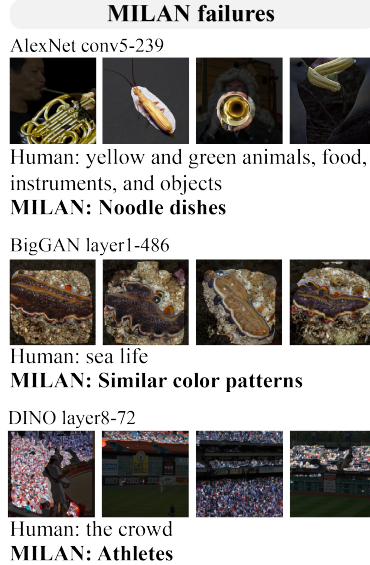 MILAN failures
AlexNet conv5-239
Human: yellow and green animals, food,
instruments, and objects
MILAN: Noodle dishes
BigGAN layer1-486
Human: sea life
MILAN: Similar color patterns
DINO layer8-72
Human: the crowd
MILAN: Athletes